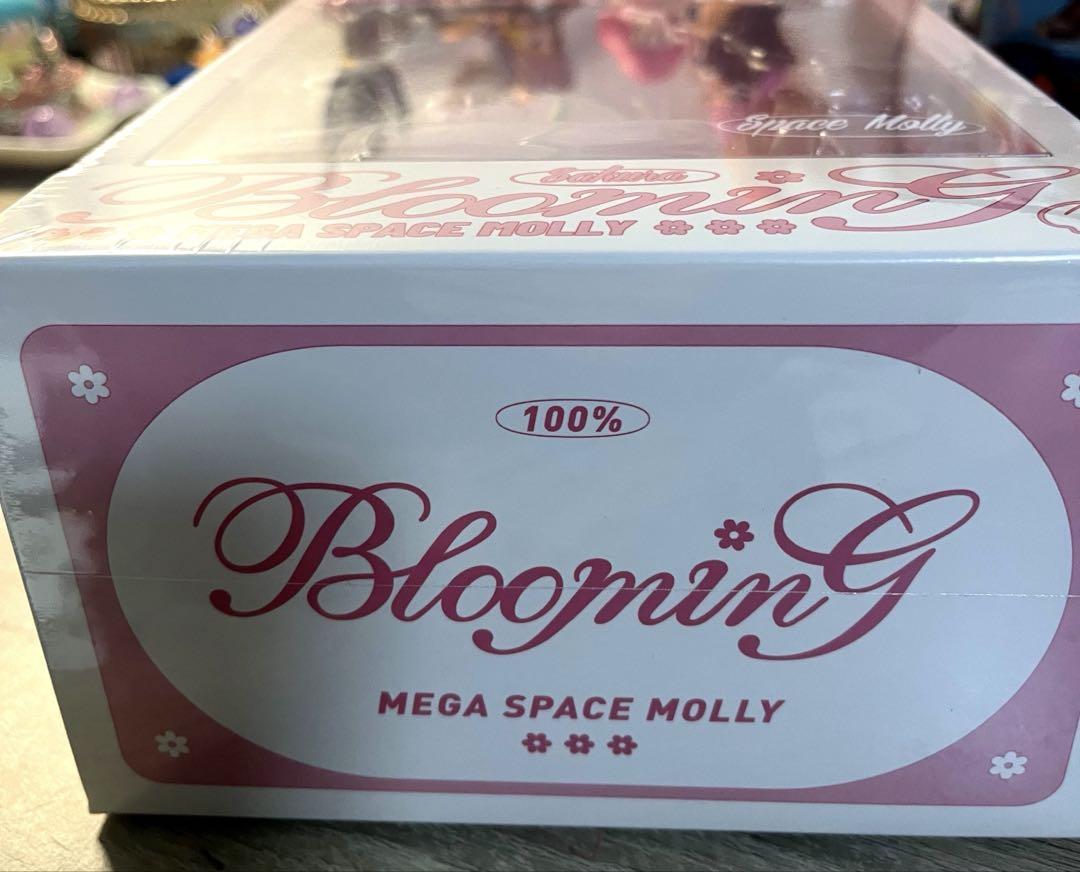 Space Molly
Sakura
BloominG
MEGA SPACE MOLLY
100%
BloominG
MEGA SPACE MOLLY